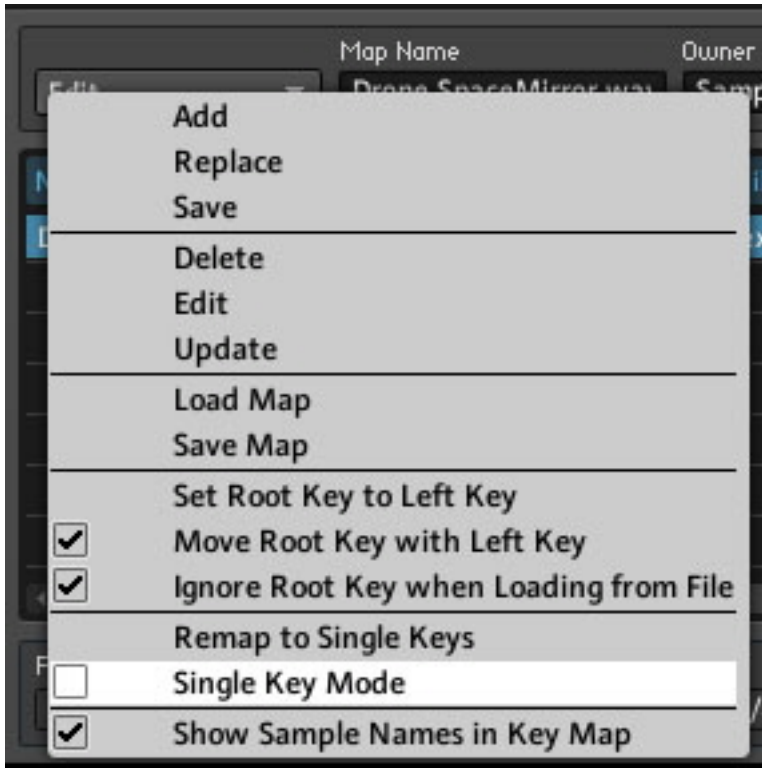 Map Name Owner
Add
Replace
Save
Delete
Edit
Update
Load Map
Save Map
Set Root Key to Left Key
Move Root Key with Left Key
Ignore Root Key when Loading from File
Remap to Single Keys
Single Key Mode
Show Sample Names in Key Map